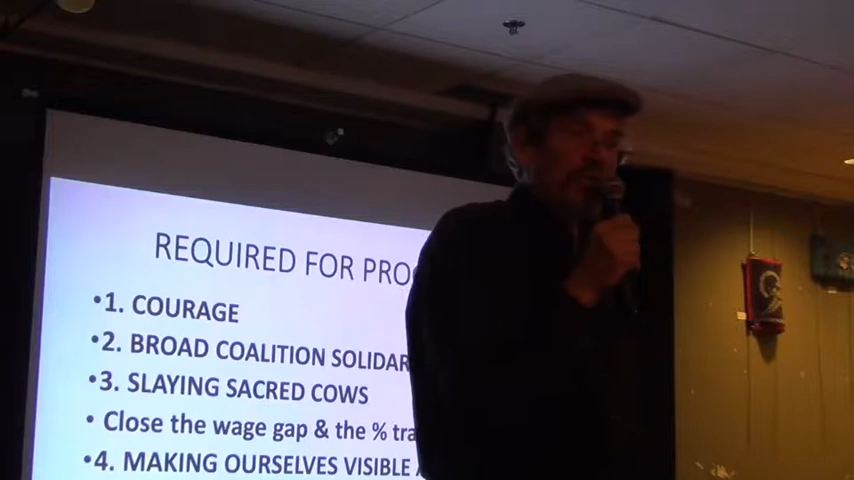 REQUIRED FOR PROG
•1. COURAGE
•2. BROAD COALITION SOLIDAR
•3. SLAYING SACRED COWS
• Close the wage gap & the % tra
•4. MAKING OURSELVES VISIBLE